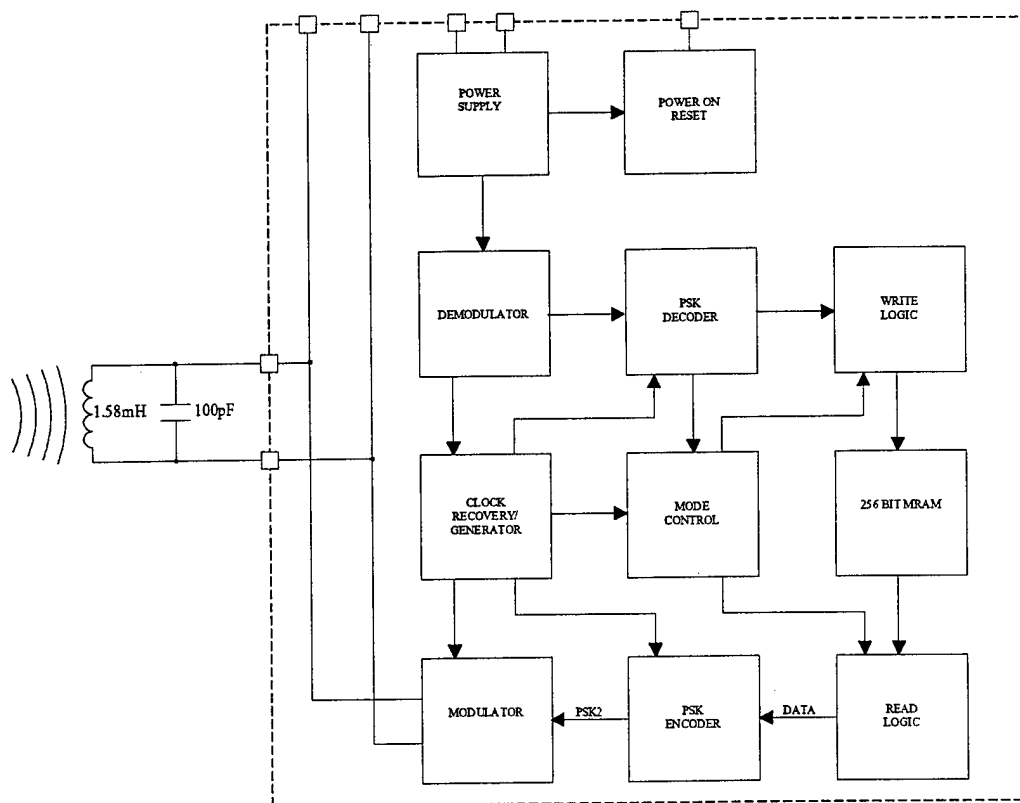 POWER
SUPPLY
POWER ON
RESET
DEMODULATOR
PSK
DECODER
WRITE
LOGIC
1.58mH
100pF
CLOCK
RECOVERY/
GENERATOR
MODE
CONTROL
256 BIT MRAM
MODULATOR
PSK2
PSK
ENCODER
DATA
READ
LOGIC